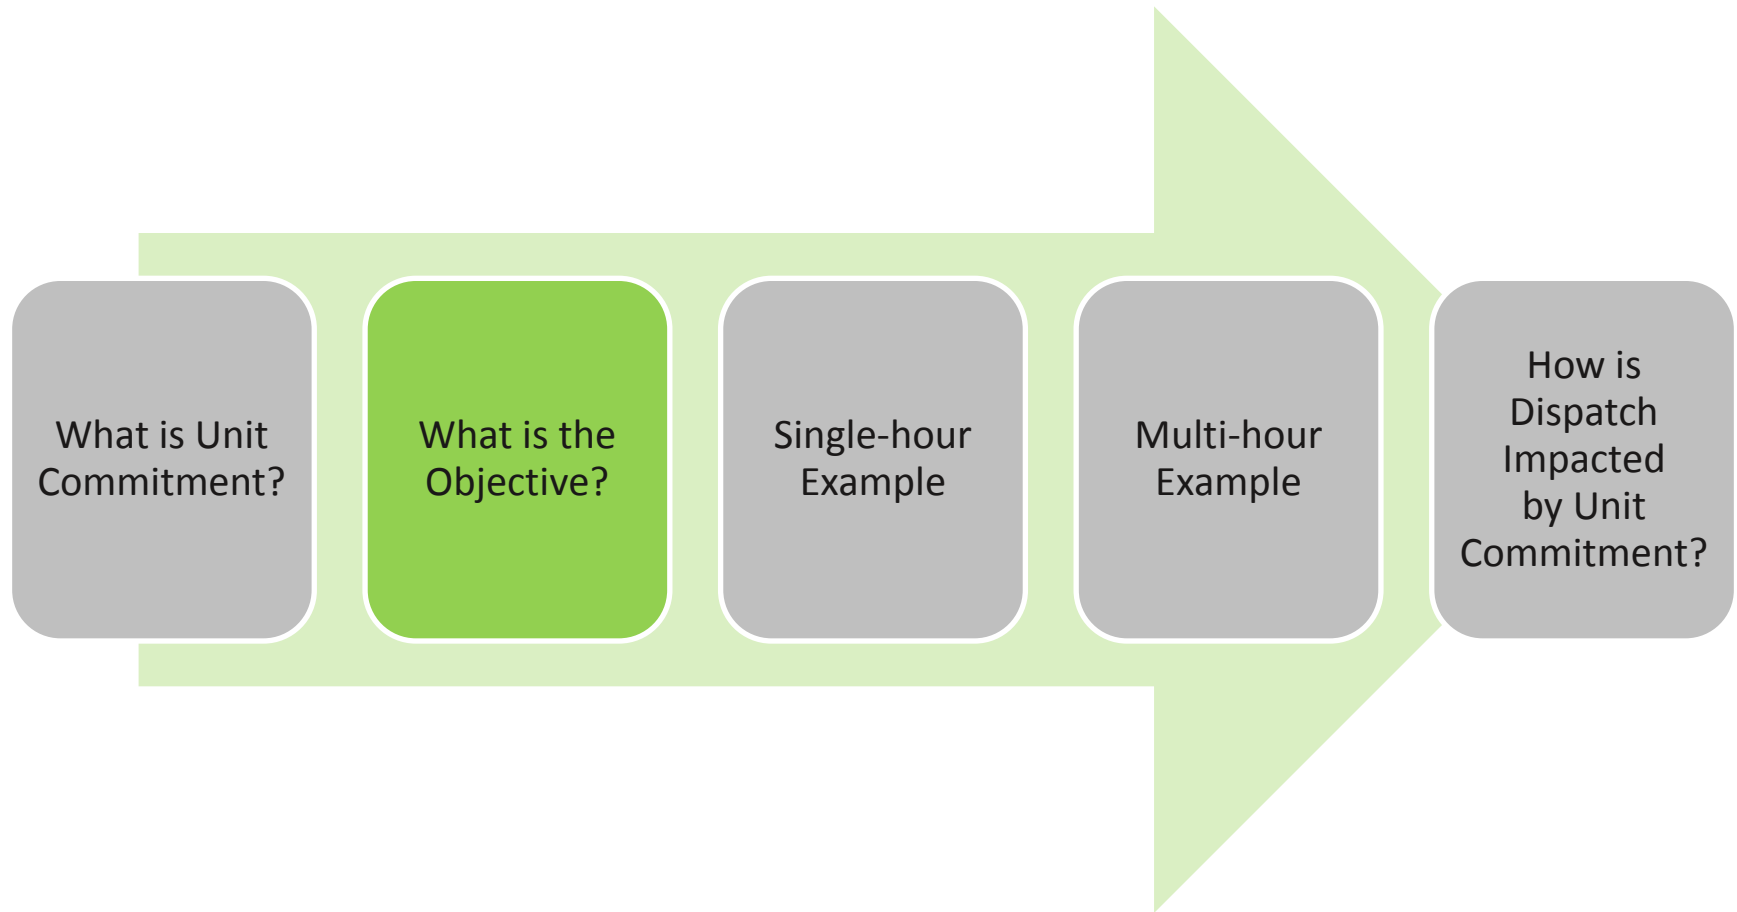 What is Unit
Commitment?
What is the
Objective?
Single-hour
Example
Multi-hour
Example
How is
Dispatch
Impacted
by Unit
Commitment?